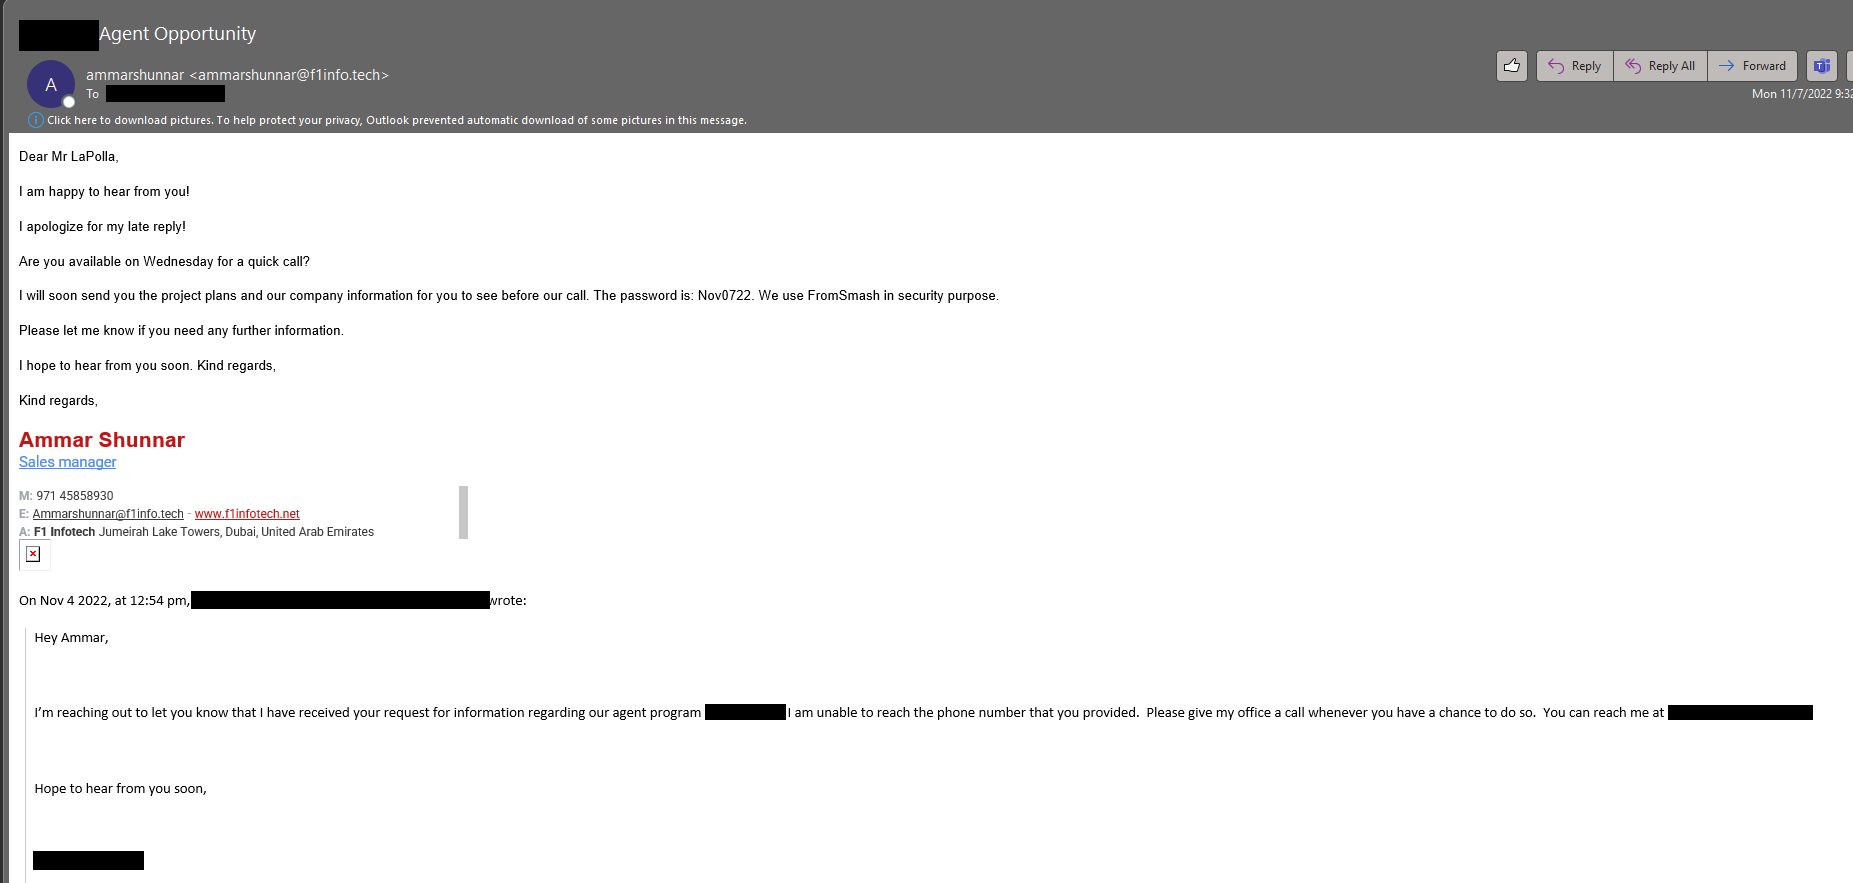 Agent Opportunity
A
ammarshunnar <ammarshunnar@f1info.tech>
To
Reply
Reply All
Forward
Mon 11/7/2022 9:32
Click here to download pictures. To help protect your privacy, Outlook prevented automatic download of some pictures in this message.
Dear Mr LaPolla,
I am happy to hear from you!
I apologize for my late reply!
Are you available on Wednesday for a quick call?
I will soon send you the project plans and our company information for you to see before our call. The password is: Nov0722. We use FromSmash in security purpose.
Please let me know if you need any further information.
I hope to hear from you soon. Kind regards,
Kind regards,
Ammar Shunnar
Sales manager
M: 971 45858930
E: Ammarshunnar@f1info.tech - www.f1infotech.net
A: F1 Infotech Jumeirah Lake Towers, Dubai, United Arab Emirates
On Nov 4 2022, at 12:54 pm, wrote:
Hey Ammar,
I'm reaching out to let you know that I have received your request for information regarding our agent program I am unable to reach the phone number that you provided. Please give my office a call whenever you have a chance to do so. You can reach me at
Hope to hear from you soon,